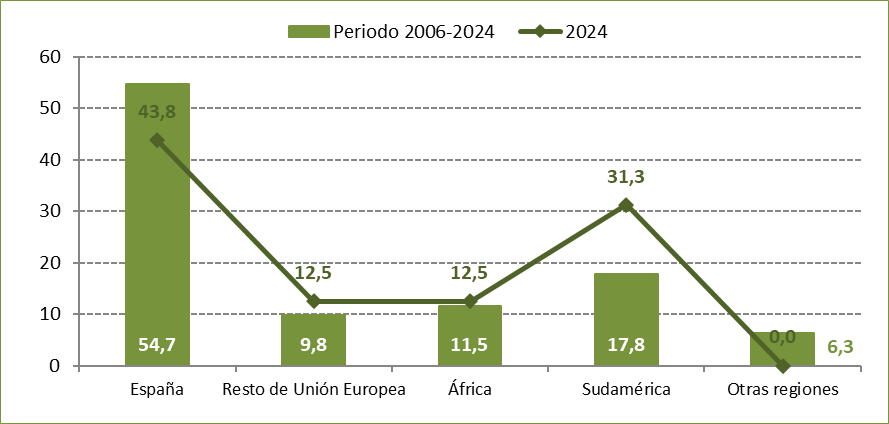 Periodo 2006-2024 2024
60
50
40
30
20
10
0
43,8
12,5
12,5
31,3
0,0
54,7
9,8
11,5
17,8
6,3
España
Resto de Unión Europea
África
Sudamérica
Otras regiones